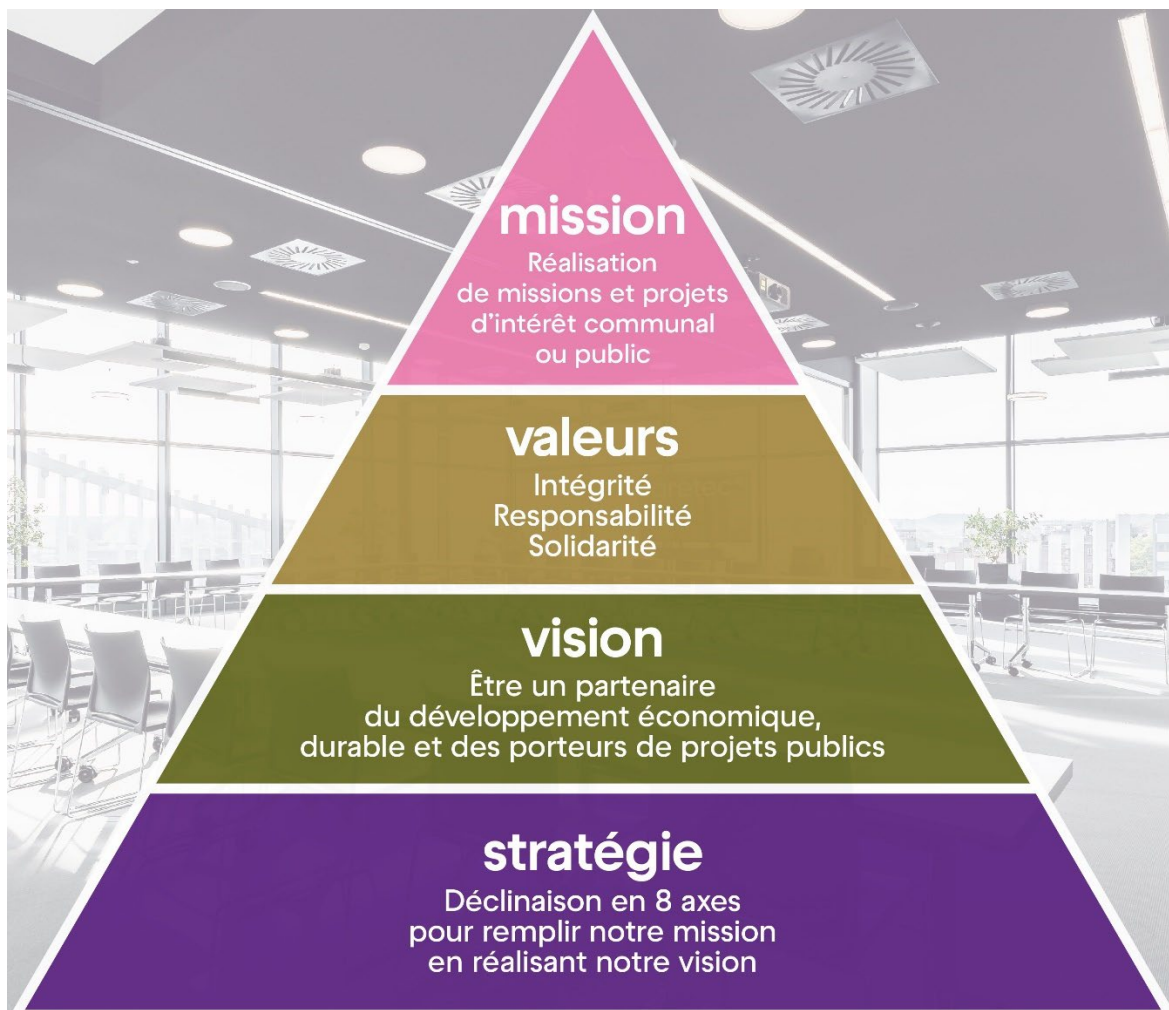 mission
Réalisation
de missions et projets
d'intérêt communal
ou public
valeurs
Intégrité
Responsabilité
Solidarité
vision
Être un partenaire
du développement économique,
durable et des porteurs de projets publics
stratégie
Déclinaison en 8 axes
pour remplir notre mission
en réalisant notre vision